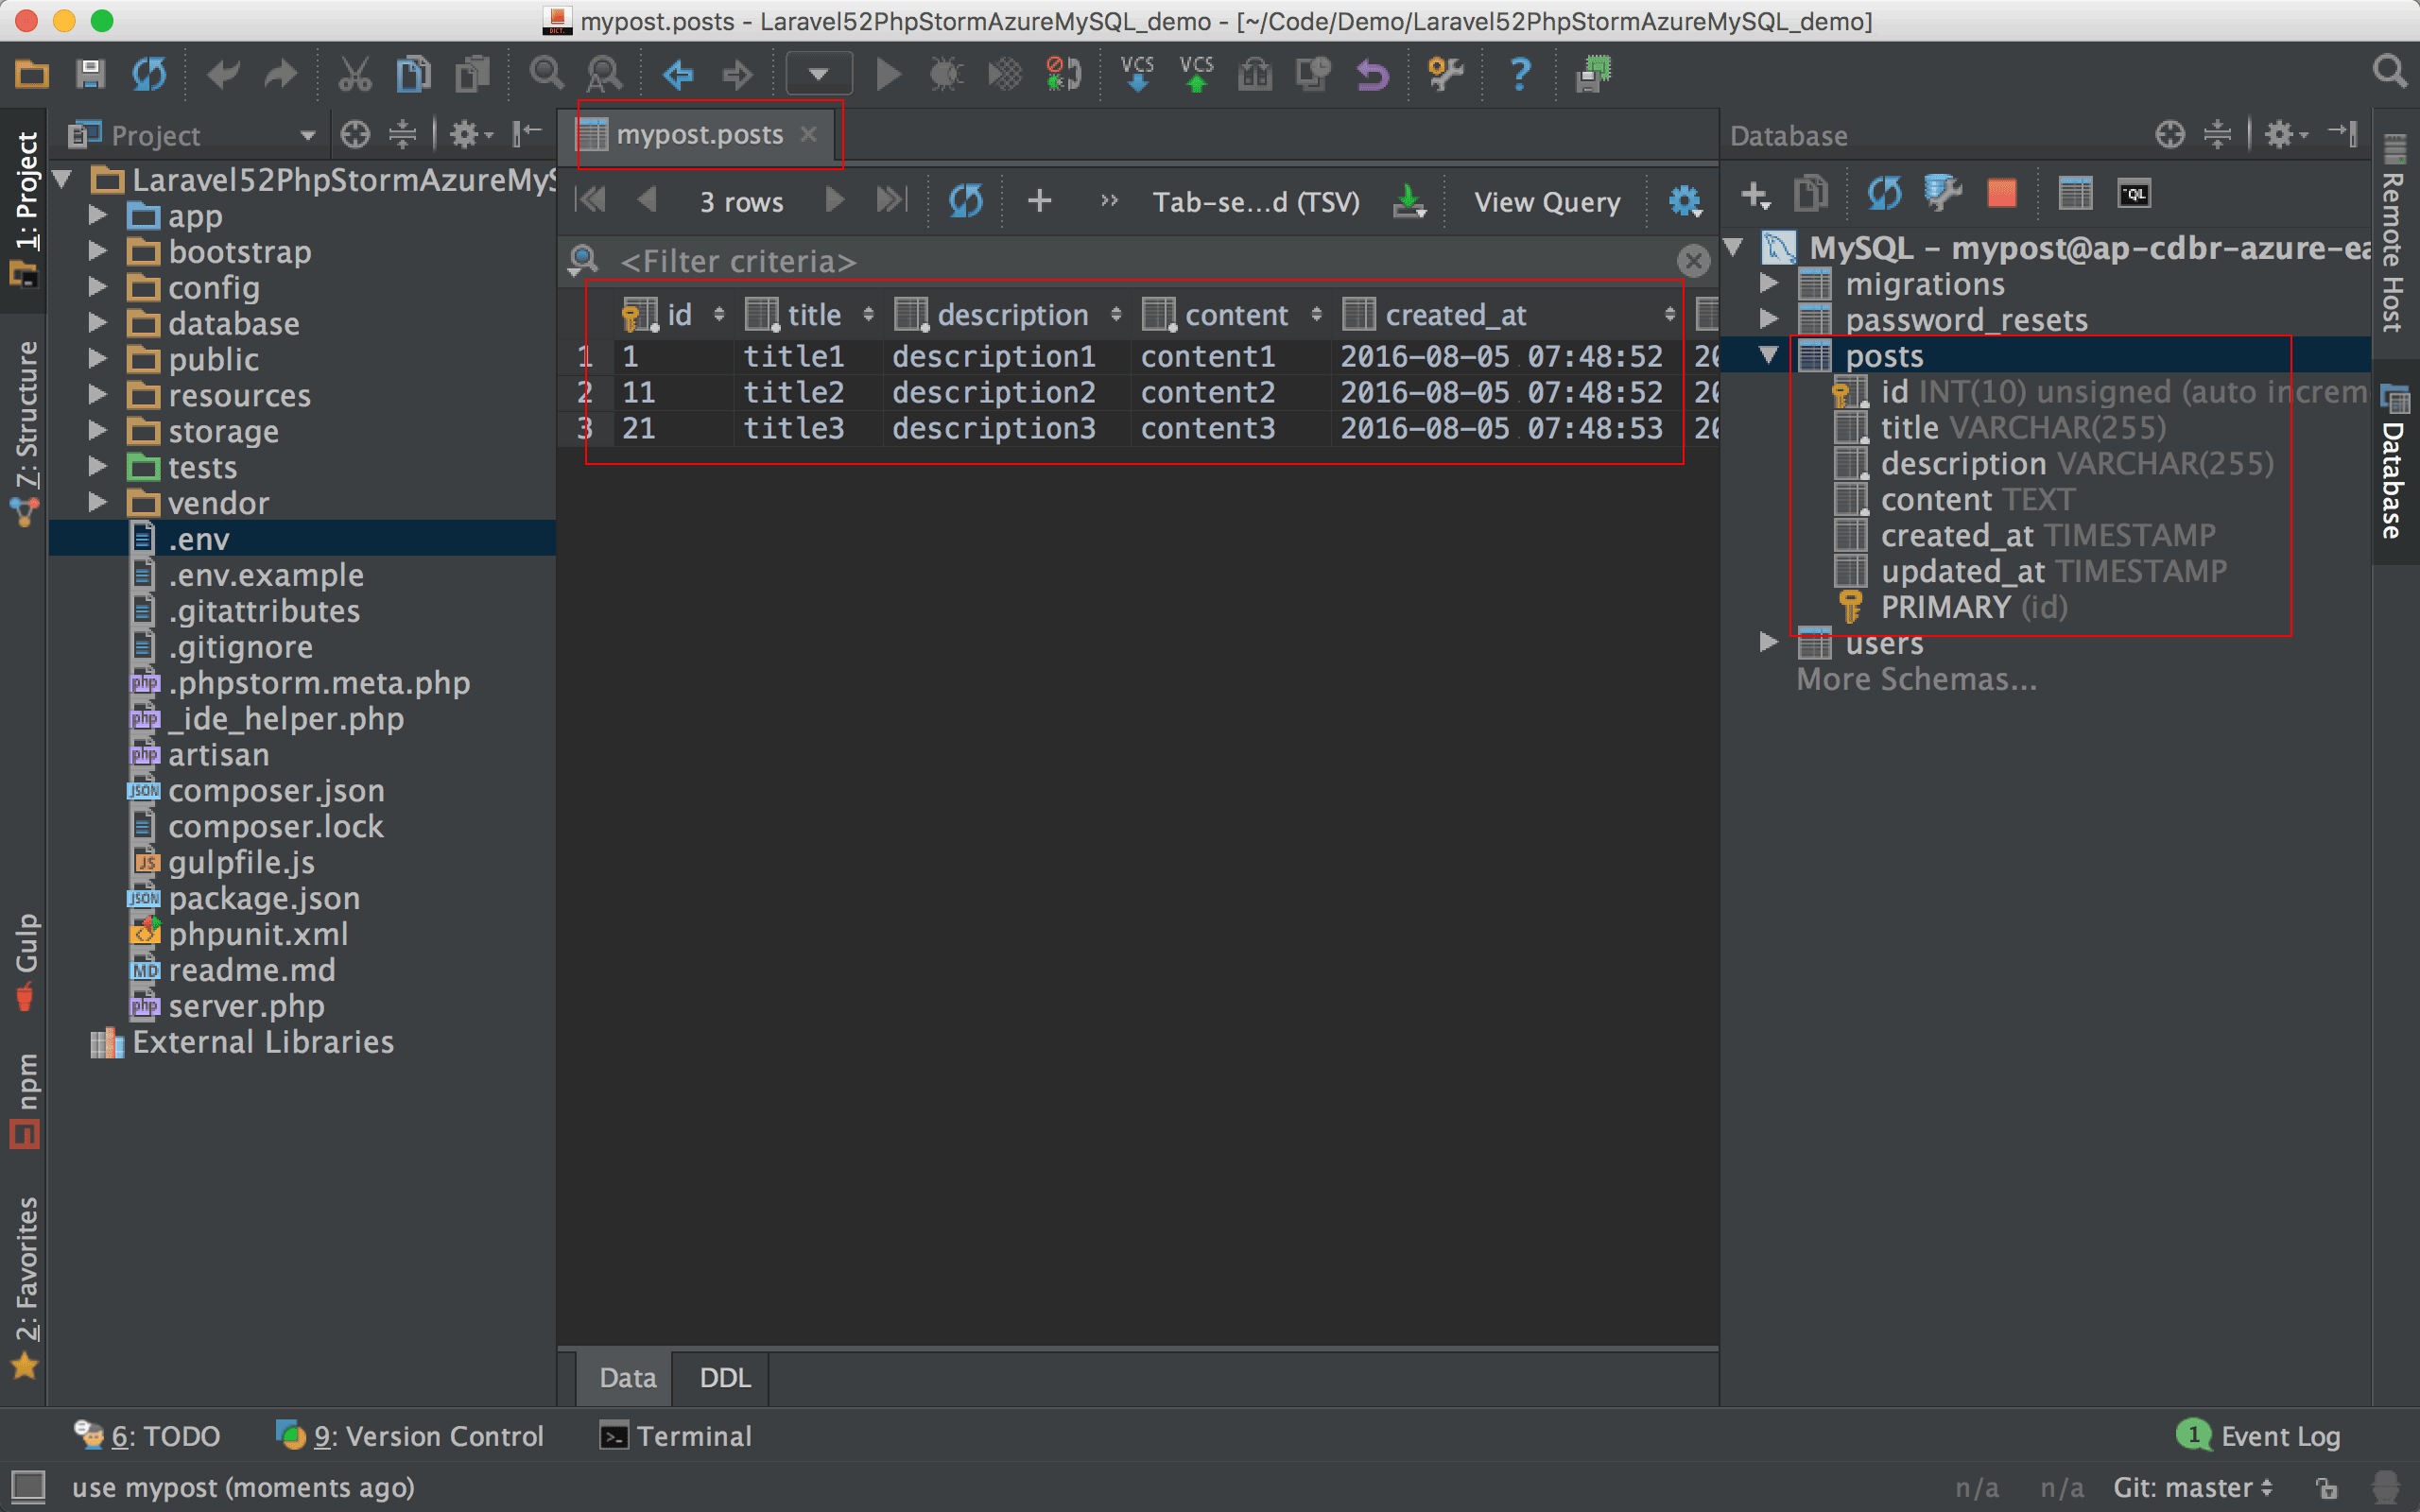 mypost.posts - Laravel52PhpStormAzureMySQL_demo - [~/Code/Demo/Laravel52PhpStormAzureMySQL_demo]
VCS VCS
Project
mypost.posts
Database
3 rows
Tab-se...d (TSV)
View Query
<Filter criteria>
id title description content created_at
1 1 title1 description1 content1 2016-08-05 07:48:52 20
2 11 title2 description2 content2 2016-08-05 07:48:52 20
3 21 title3 description3 content3 2016-08-05 07:48:53 20
Laravel52PhpStormAzureMyS
app
bootstrap
config
database
public
resources
storage
tests
vendor
.env
.env.example
.gitattributes
.gitignore
.phpstorm.meta.php
_ide_helper.php
artisan
composer.json
composer.lock
gulpfile.js
package.json
phpunit.xml
readme.md
server.php
External Libraries
MySQL - mypost@ap-cdbr-azure-ea
migrations
password_resets
posts
id INT(10) unsigned (auto increm
title VARCHAR(255)
description VARCHAR(255)
content TEXT
created_at TIMESTAMP
updated_at TIMESTAMP
PRIMARY (id)
users
More Schemas...
1: Project
7: Structure
Gulp
npm
2: Favorites
Remote Host
Database
Data DDL
6: TODO
9: Version Control
Terminal
1 Event Log
use mypost (moments ago)
n/a n/a Git: master